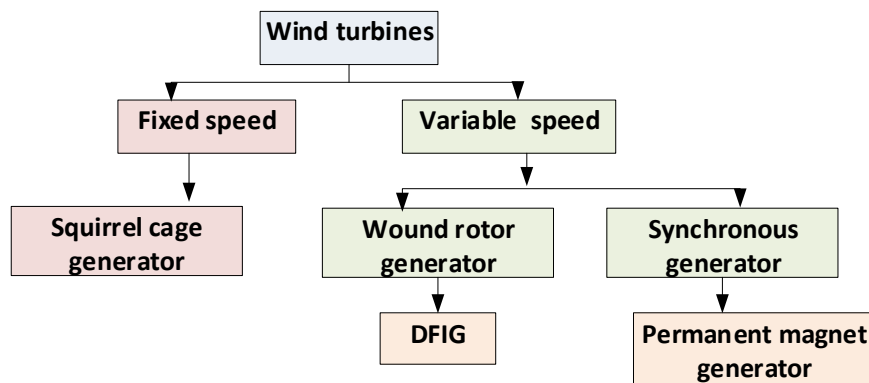 Wind turbines
Fixed speed
Variable speed
Squirrel cage
generator
Wound rotor
generator
Synchronous
generator
DFIG
Permanent magnet
generator